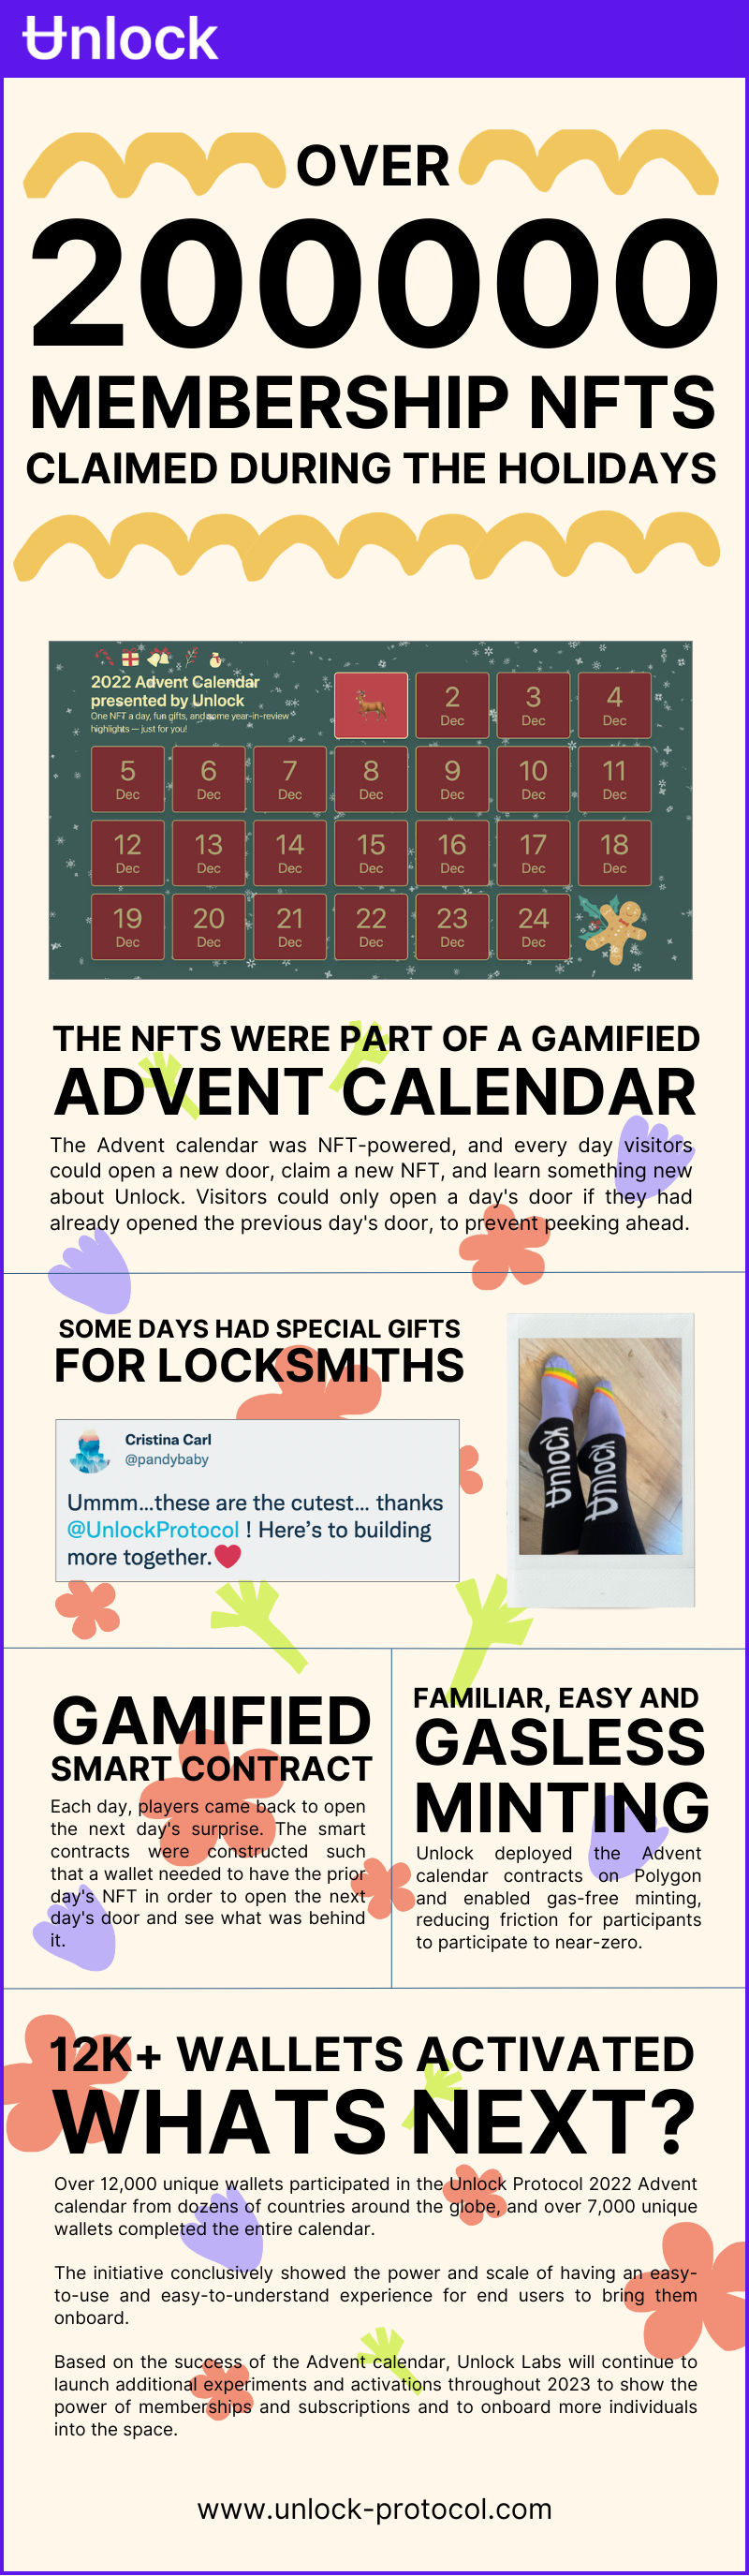 Unlock
OVER
200000
MEMBERSHIP NFTS
CLAIMED DURING THE HOLIDAYS
2022 Advent Calendar
presented by Unlock
One NFT a day, fun gifts, and some year-in-review
highlights — just for you!
2 3 4
Dec Dec Dec
5 6 7 8 9 10 11
Dec Dec Dec Dec Dec Dec Dec
12 13 14 15 16 17 18
Dec Dec Dec Dec Dec Dec Dec
19 20 21 22 23 24
Dec Dec Dec Dec Dec Dec
THE NFTS WERE PART OF A GAMIFIED
ADVENT CALENDAR
The Advent calendar was NFT-powered, and every day visitors
could open a new door, claim a new NFT, and learn something new
about Unlock. Visitors could only open a day's door if they had
already opened the previous day's door, to prevent peeking ahead.
SOME DAYS HAD SPECIAL GIFTS
FOR LOCKSMITHS
Cristina Carl
@pandybaby
Ummm...these are the cutest... thanks
@UnlockProtocol ! Here's to building
more together.❤️
Unlock
Unlock
GAMIFIED
SMART CONTRACT
Each day, players came back to open
the next day's surprise. The smart
contracts were constructed such
that a wallet needed to have the prior
day's NFT in order to open the next
day's door and see what was behind
it.
FAMILIAR, EASY AND
GASLESS
MINTING
Unlock deployed the Advent
calendar contracts on Polygon
and enabled gas-free minting,
reducing friction for participants
to participate to near-zero.
12K+ WALLETS ACTIVATED
WHATS NEXT?
Over 12,000 unique wallets participated in the Unlock Protocol 2022 Advent
calendar from dozens of countries around the globe, and over 7,000 unique
wallets completed the entire calendar.
The initiative conclusively showed the power and scale of having an easy-
to-use and easy-to-understand experience for end users to bring them
onboard.
Based on the success of the Advent calendar, Unlock Labs will continue to
launch additional experiments and activations throughout 2023 to show the
power of memberships and subscriptions and to onboard more individuals
into the space.
www.unlock-protocol.com